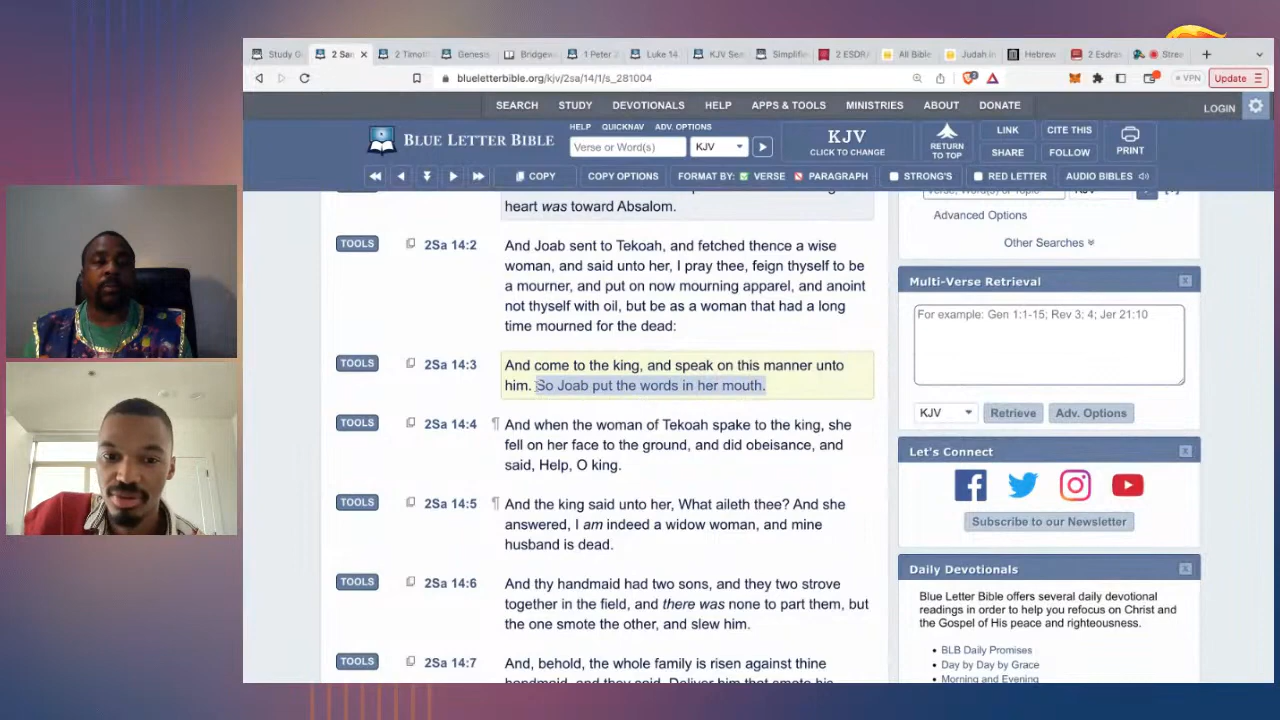 Study G
2 Sar
2 Timoth
Genesis
Bridgew
1 Peter 3
Luke 14
KJV Sea
Simplifie
2 ESDRA
All Bible
Judah in
Hebrew
2 Esdras
Strea
blueletterbible.org/kjv/2sa/14/1/s_281004
VPN
Update
SEARCH STUDY DEVOTIONALS HELP APPS & TOOLS MINISTRIES ABOUT DONATE
LOGIN
BLUE LETTER BIBLE
HELP QUICKNAV ADV. OPTIONS
Verse or Word(s)
KJV
KJV
CLICK TO CHANGE
RETURN
TO TOP
LINK
CITE THIS
SHARE
FOLLOW
PRINT
COPY
COPY OPTIONS
FORMAT BY: VERSE PARAGRAPH
STRONG'S
RED LETTER
AUDIO BIBLES
heart was toward Absalom.
TOOLS 2Sa 14:2 And Joab sent to Tekoah, and fetched thence a wise
woman, and said unto her, I pray thee, feign thyself to be
a mourner, and put on now mourning apparel, and anoint
not thyself with oil, but be as a woman that had a long
time mourned for the dead:
TOOLS 2Sa 14:3 And come to the king, and speak on this manner unto
him. So Joab put the words in her mouth.
TOOLS 2Sa 14:4 ¶ And when the woman of Tekoah spake to the king, she
fell on her face to the ground, and did obeisance, and
said, Help, O king.
TOOLS 2Sa 14:5 ¶ And the king said unto her, What aileth thee? And she
answered, I am indeed a widow woman, and mine
husband is dead.
TOOLS 2Sa 14:6 And thy handmaid had two sons, and they two strove
together in the field, and there was none to part them, but
the one smote the other, and slew him.
TOOLS 2Sa 14:7 And, behold, the whole family is risen against thine
Advanced Options
Other Searches
Multi-Verse Retrieval
For example: Gen 1:1-15; Rev 3; 4; Jer 21:10
KJV
Retrieve
Adv. Options
Let's Connect
Subscribe to our Newsletter
Daily Devotionals
Blue Letter Bible offers several daily devotional
readings in order to help you refocus on Christ and
the Gospel of His peace and righteousness.
• BLB Daily Promises
• Day by Day by Grace
• Morning and Evening